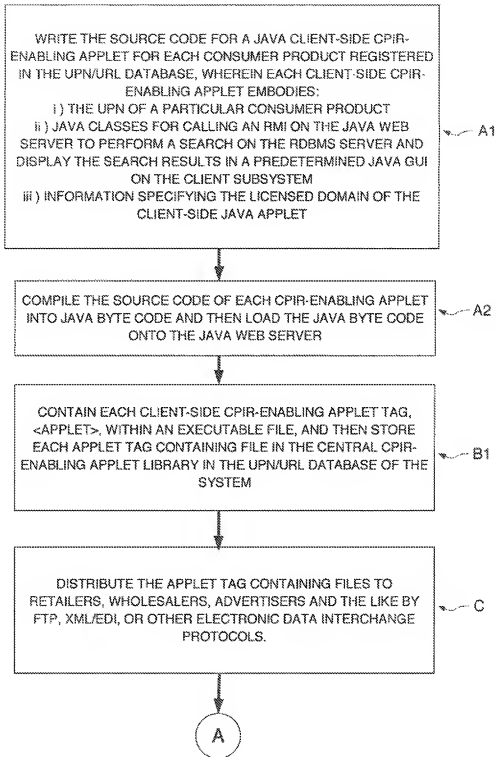 WRITE THE SOURCE CODE FOR A JAVA CLIENT-SIDE CPIR-
ENABLING APPLET FOR EACH CONSUMER PRODUCT REGISTERED
IN THE UPN/URL DATABASE, WHEREIN EACH CLIENT-SIDE CPIR-
ENABLING APPLET EMBODIES:
i ) THE UPN OF A PARTICULAR CONSUMER PRODUCT
ii ) JAVA CLASSES FOR CALLING AN RMI ON THE JAVA WEB
SERVER TO PERFORM A SEARCH ON THE RDBMS SERVER AND
DISPLAY THE SEARCH RESULTS IN A PREDETERMINED JAVA GUI
ON THE CLIENT SUBSYSTEM
iii ) INFORMATION SPECIFYING THE LICENSED DOMAIN OF THE
CLIENT-SIDE JAVA APPLET
A1
COMPILE THE SOURCE CODE OF EACH CPIR-ENABLING APPLET
INTO JAVA BYTE CODE AND THEN LOAD THE JAVA BYTE CODE
ONTO THE JAVA WEB SERVER
A2
CONTAIN EACH CLIENT-SIDE CPIR-ENABLING APPLET TAG,
<APPLET>, WITHIN AN EXECUTABLE FILE, AND THEN STORE
EACH APPLET TAG CONTAINING FILE IN THE CENTRAL CPIR-
ENABLING APPLET LIBRARY IN THE UPN/URL DATABASE OF THE
SYSTEM
B1
DISTRIBUTE THE APPLET TAG CONTAINING FILES TO
RETAILERS, WHOLESALERS, ADVERTISERS AND THE LIKE BY
FTP, XML/EDI, OR OTHER ELECTRONIC DATA INTERCHANGE
PROTOCOLS.
C
A